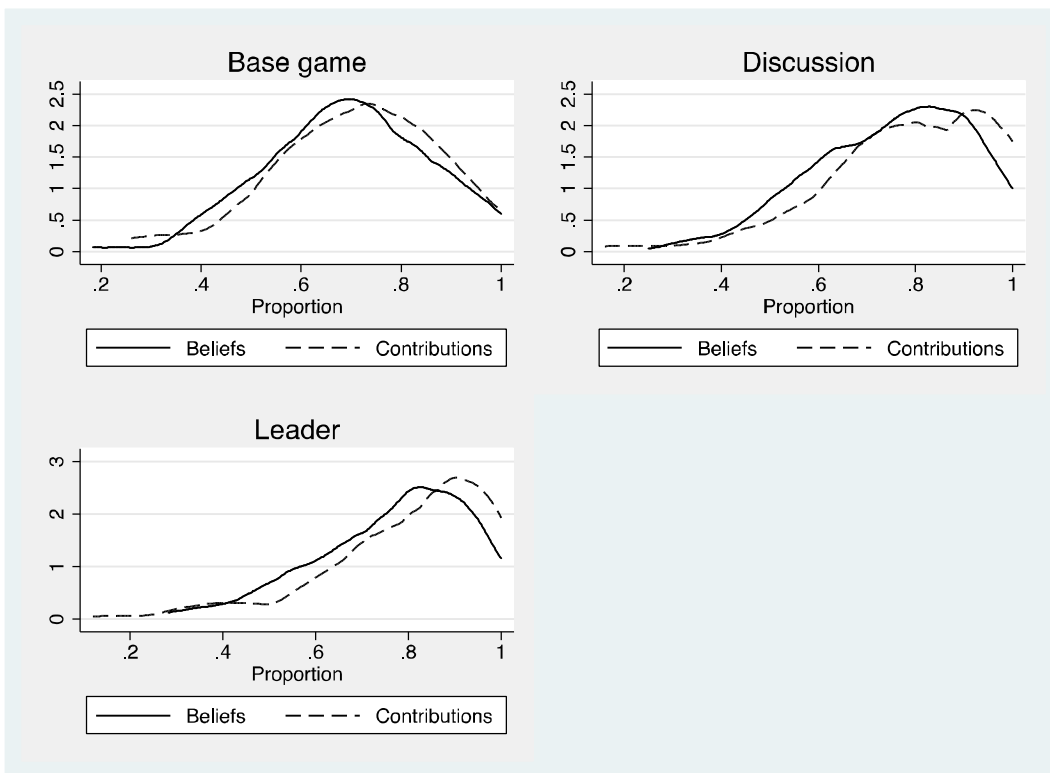 Base game
2.5
2
1.5
1
.5
0
.2 .4 .6 .8 1
Proportion
Beliefs Contributions
Discussion
2.5
2
1.5
1
.5
0
.2 .4 .6 .8 1
Proportion
Beliefs Contributions
Leader
3
2
1
0
.2 .4 .6 .8 1
Proportion
Beliefs Contributions